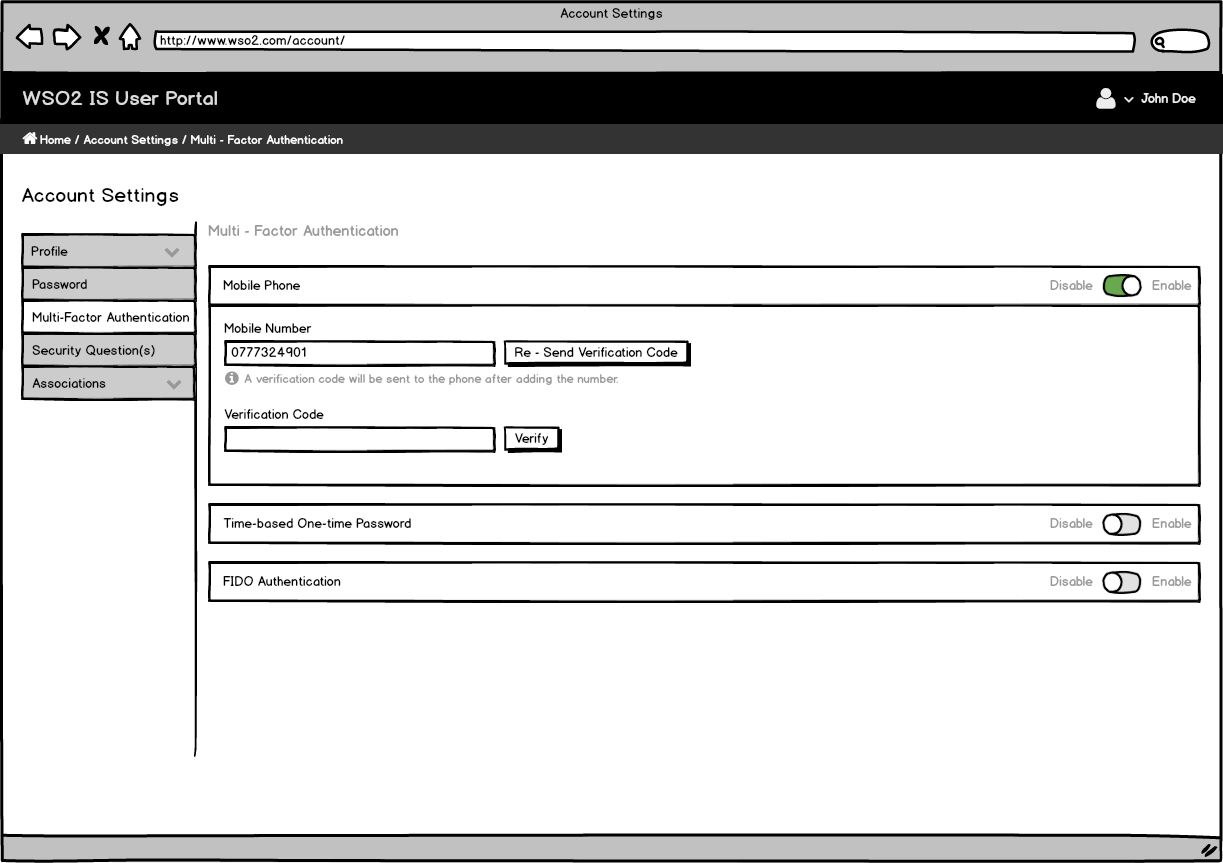 Account Settings
http://www.wso2.com/account/
WSO2 IS User Portal
John Doe
Home / Account Settings / Multi - Factor Authentication
Account Settings
Profile
Password
Multi-Factor Authentication
Security Question(s)
Associations
Multi - Factor Authentication
Mobile Phone
Disable
Enable
Mobile Number
0777324901
Re - Send Verification Code
A verification code will be sent to the phone after adding the number.
Verification Code
Verify
Time-based One-time Password
Disable
Enable
FIDO Authentication
Disable
Enable